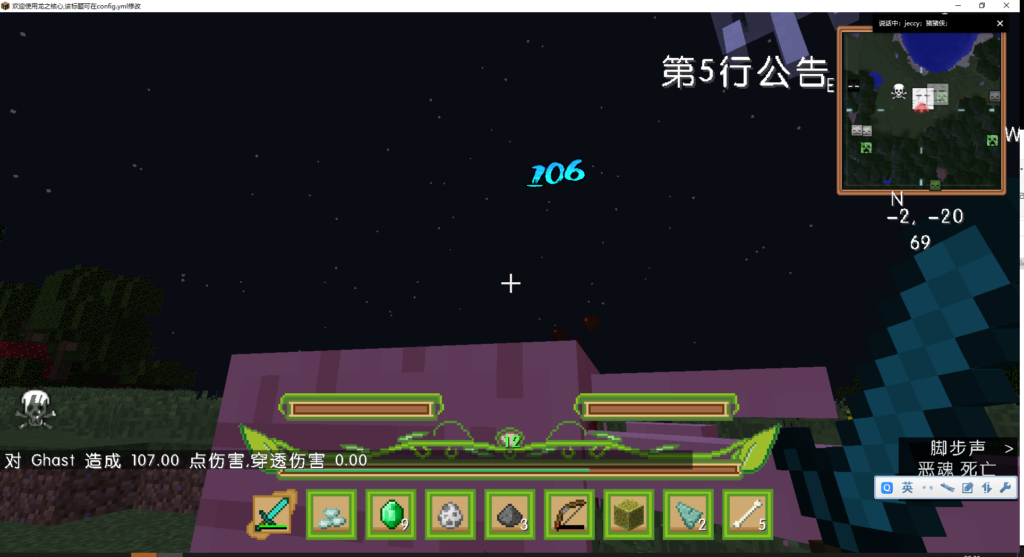 欢迎使用龙之核心,该标题可在config.yml修改
说话中: jeccy; 猪猪侠;
第5行公告
E
W
106
N
-2, -20
69
12
脚步声 >
恶魂 死亡
对 Ghast 造成 107.00 点伤害,穿透伤害 0.00
英
9
3
2
5